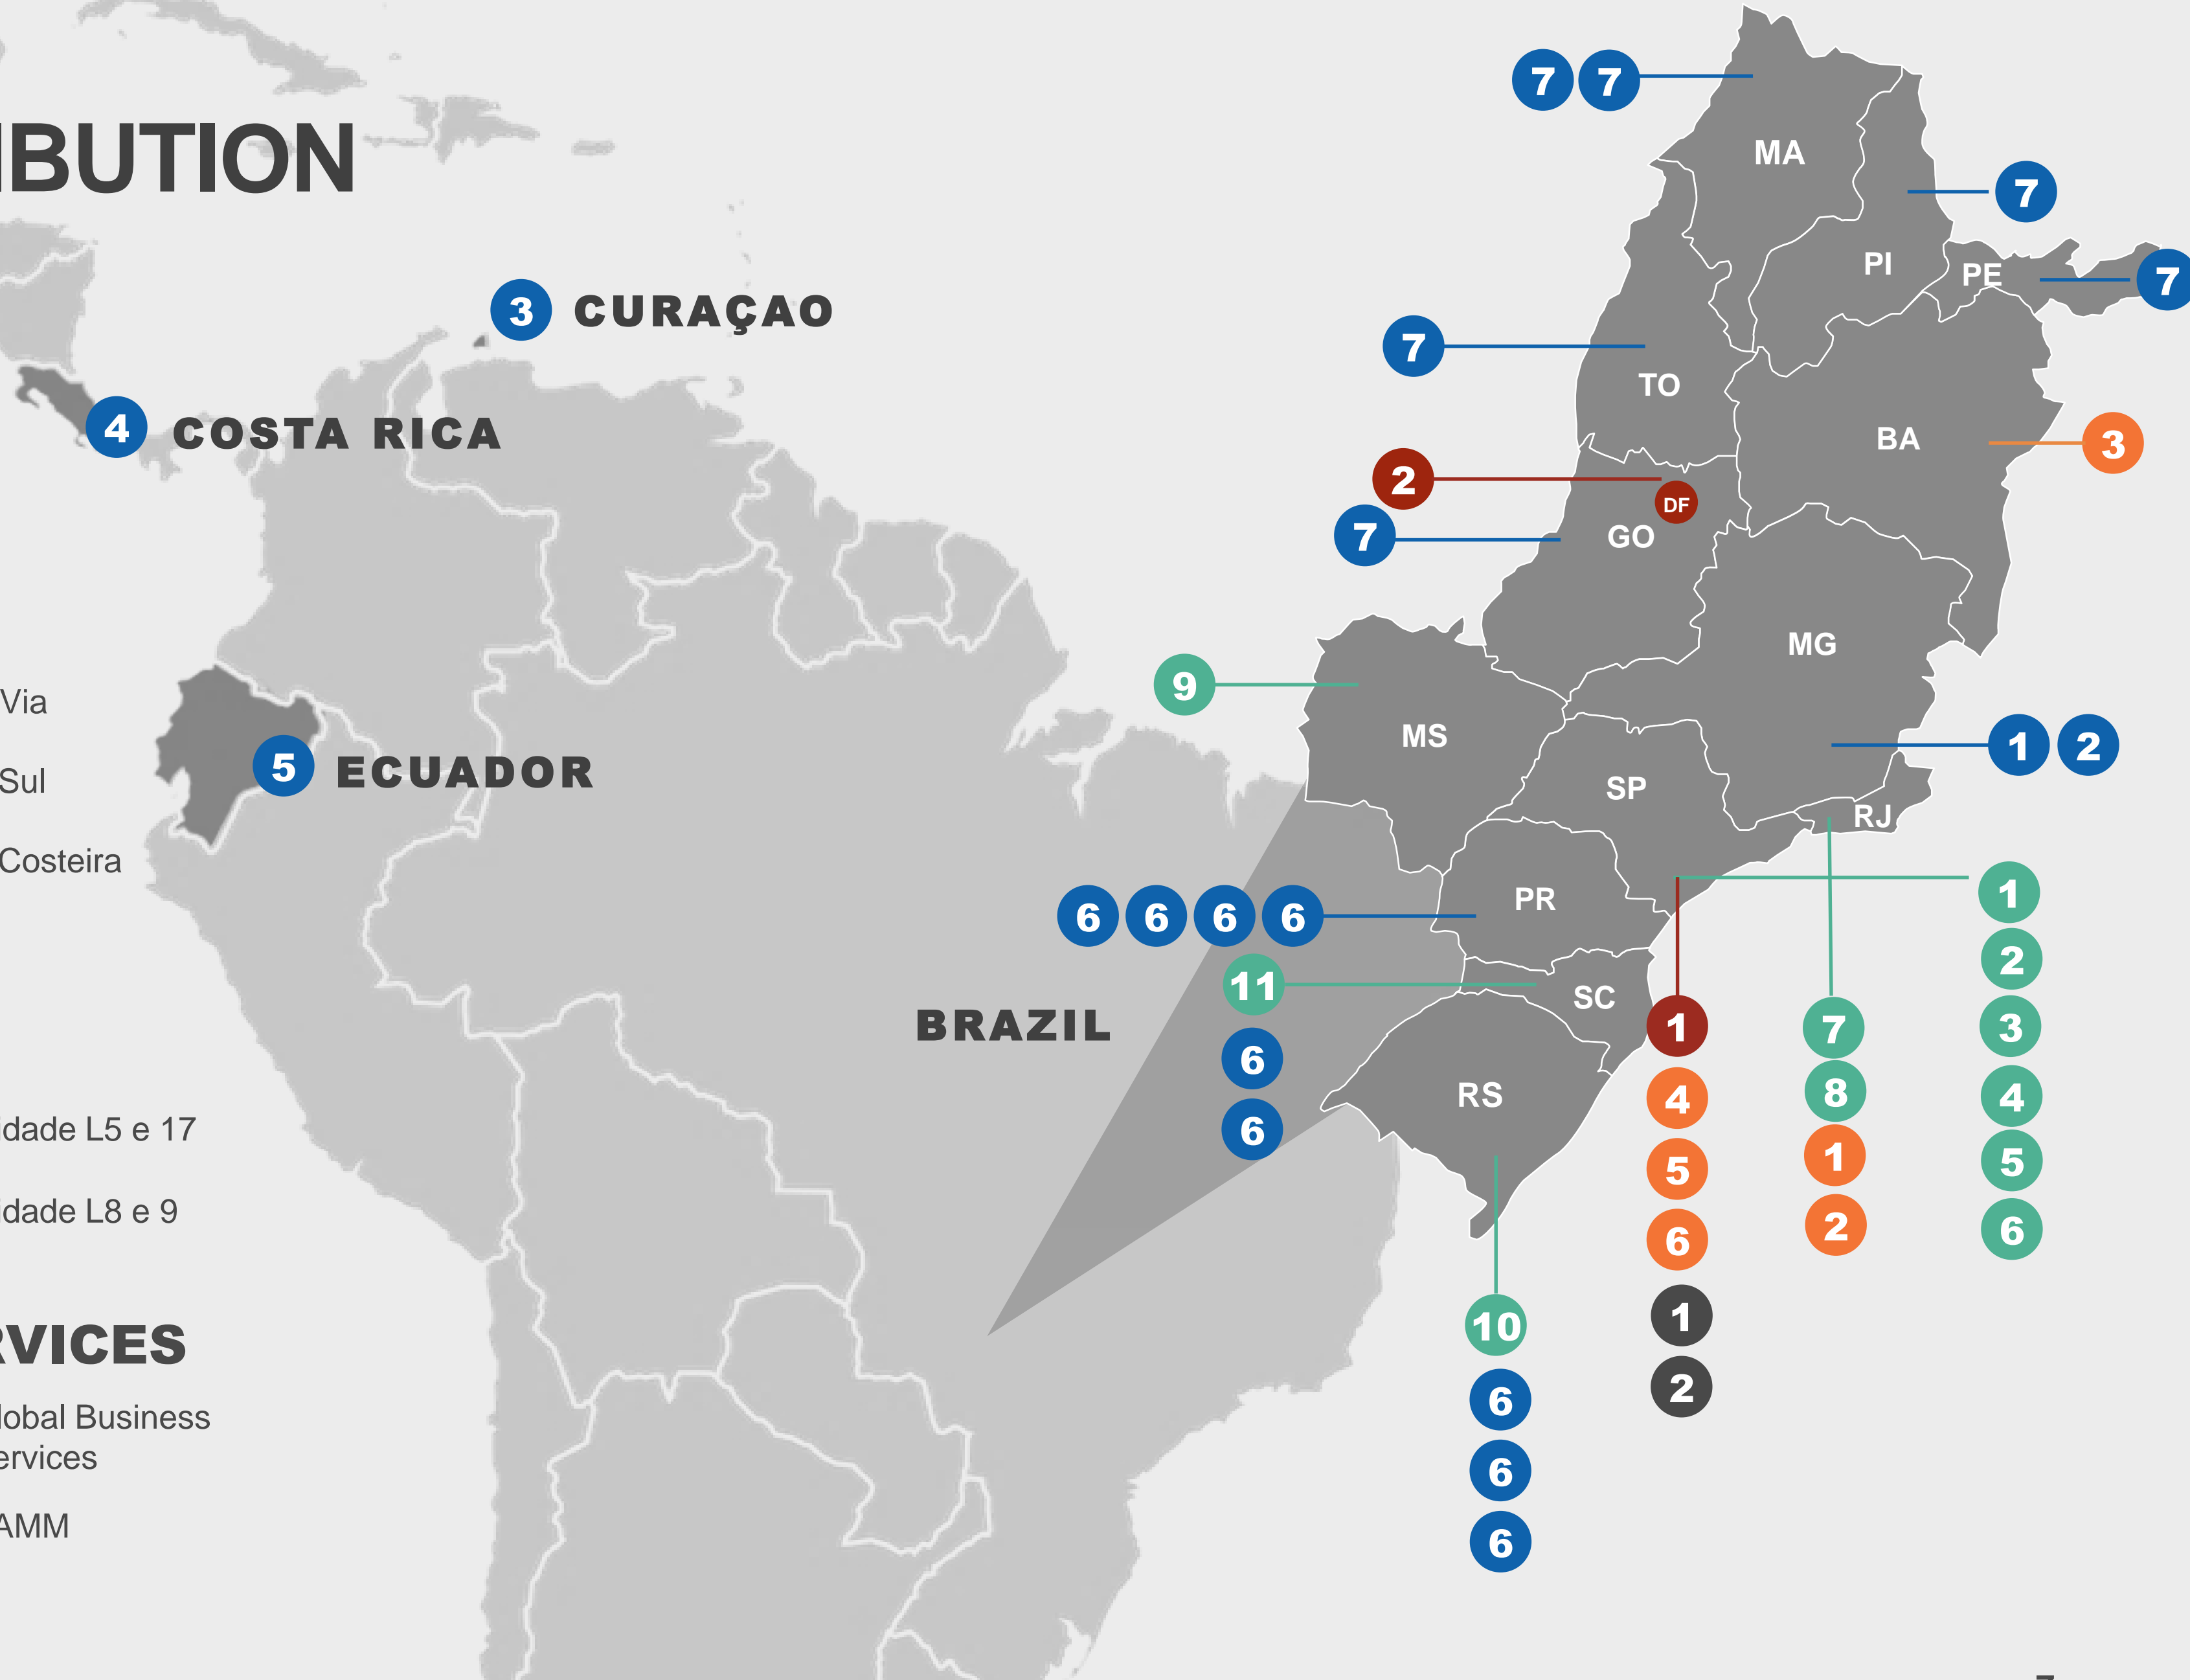 IBUTION
3 CURAÇAO
4 COSTA RICA
5 ECUADOR
Via
Sul
Costeira
idade L5 e 17
idade L8 e 9
RVICES
lobal Business
ervices
AMM
BRAZIL
7 7
MA
7
PI
PE
7
7
TO
BA
3
2
DF
7
GO
MG
9
MS
1 2
SP
RJ
6 6 6 6
PR
11
SC
6
6
RS
1
4
5
6
1
2
7
8
1
2
1
2
3
4
5
6
10
6
6
6